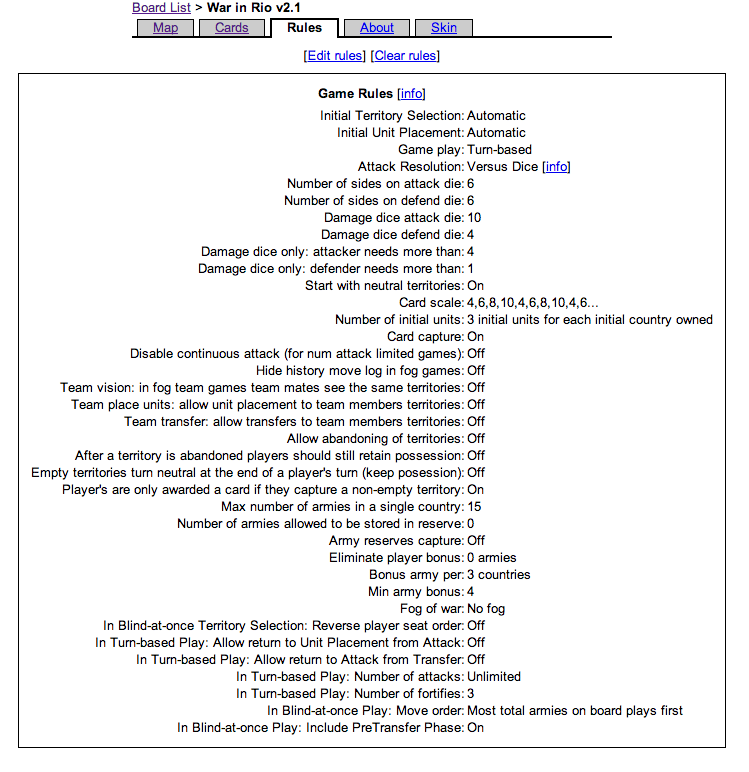 Board List > War in Rio v2.1
Map Cards Rules About Skin
[Edit rules] [Clear rules]
Game Rules [info]
Initial Territory Selection: Automatic
Initial Unit Placement: Automatic
Game play: Turn-based
Attack Resolution: Versus Dice [info]
Number of sides on attack die: 6
Number of sides on defend die: 6
Damage dice attack die: 10
Damage dice defend die: 4
Damage dice only: attacker needs more than: 4
Damage dice only: defender needs more than: 1
Start with neutral territories: On
Card scale: 4,6,8,10,4,6,8,10,4,6...
Number of initial units: 3 initial units for each initial country owned
Card capture: On
Disable continuous attack (for num attack limited games): Off
Hide history move log in fog games: Off
Team vision: in fog team games team mates see the same territories: Off
Team place units: allow unit placement to team members territories: Off
Team transfer: allow transfers to team members territories: Off
Allow abandoning of territories: Off
After a territory is abandoned players should still retain possession: Off
Empty territories turn neutral at the end of a player's turn (keep posession): Off
Player's are only awarded a card if they capture a non-empty territory: On
Max number of armies in a single country: 15
Number of armies allowed to be stored in reserve: 0
Army reserves capture: Off
Eliminate player bonus: 0 armies
Bonus army per: 3 countries
Min army bonus: 4
Fog of war: No fog
In Blind-at-once Territory Selection: Reverse player seat order: Off
In Turn-based Play: Allow return to Unit Placement from Attack: Off
In Turn-based Play: Allow return to Attack from Transfer: Off
In Turn-based Play: Number of attacks: Unlimited
In Turn-based Play: Number of fortifies: 3
In Blind-at-once Play: Move order: Most total armies on board plays first
In Blind-at-once Play: Include PreTransfer Phase: On